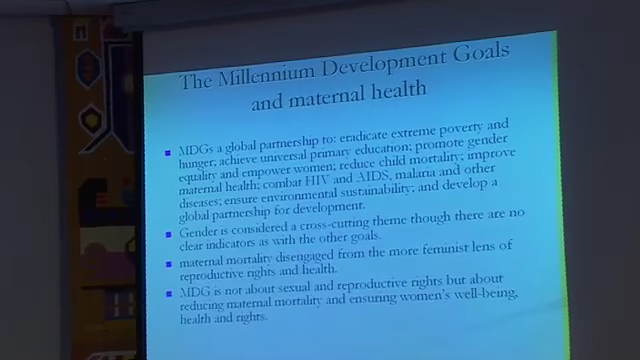 The Millennium Development Goals
and maternal health
MDGs a global partnership to: eradicate extreme poverty and
hunger; achieve universal primary education; promote gender
equality and empower women; reduce child mortality; improve
maternal health; combat HIV and AIDS, malaria and other
diseases; ensure environmental sustainability; and develop a
global partnership for development.
Gender is considered a cross-cutting theme though there are no
clear indicators as with the other goals.
maternal mortality disengaged from the more feminist lens of
reproductive rights and health.
MDG is not about sexual and reproductive rights but about
reducing maternal mortality and ensuring women's well-being,
health and rights.